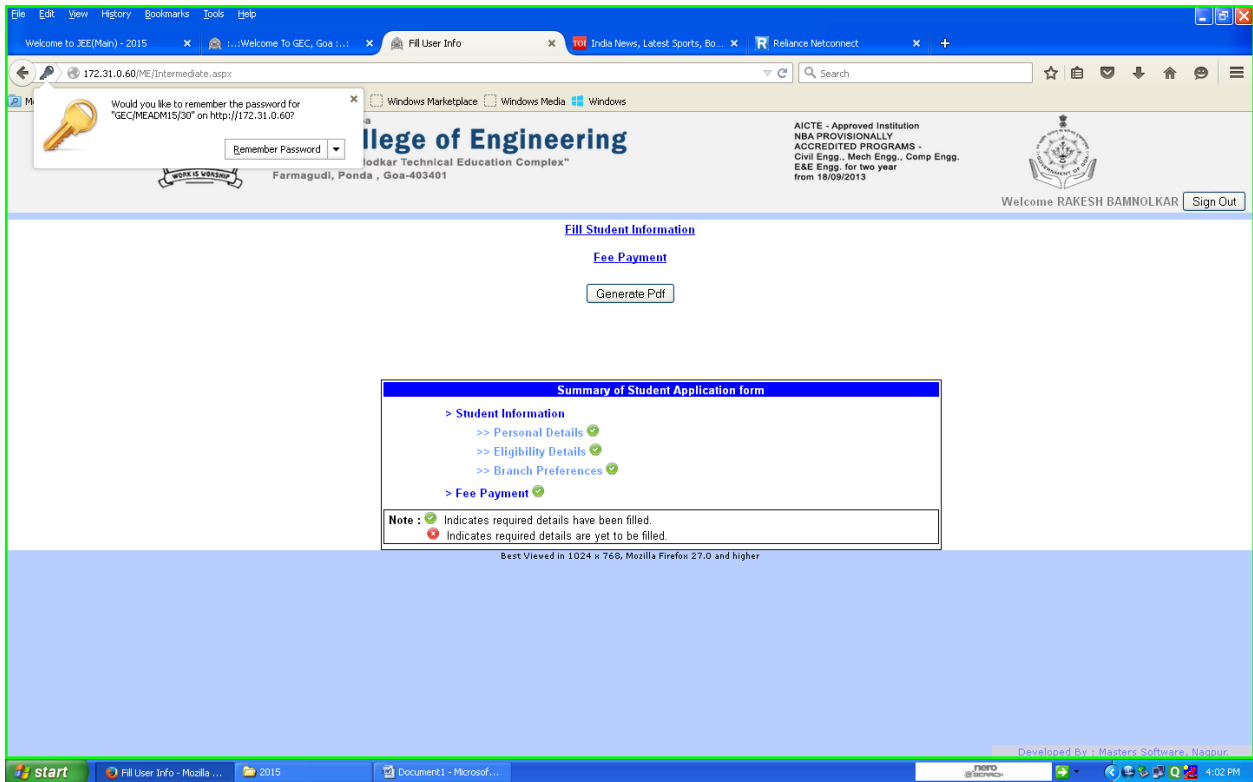 File Edit View History Bookmarks Tools Help
Welcome to JEE(Main) - 2015 :...:Welcome To GEC, Goa :...: Fill User Info TOI India News, Latest Sports, Bo... R Reliance Netconnect
172.31.0.60/ME/Intermediate.aspx Search
Windows Marketplace Windows Media Windows
Would you like to remember the password for
"GEC/MEADM15/30" on http://172.31.0.60?
Remember Password
llege of Engineering
lodkar Technical Education Complex"
WORK IS WORSHIP
Farmagudi, Ponda , Goa-403401
AICTE - Approved Institution
NBA PROVISIONALLY
ACCREDITED PROGRAMS -
Civil Engg., Mech Engg., Comp Engg.
E&E Engg. for two year
from 18/09/2013
Welcome RAKESH BAMNOLKAR Sign Out
Fill Student Information
Fee Payment
Generate Pdf
Summary of Student Application form
> Student Information
>> Personal Details
>> Eligibility Details
>> Branch Preferences
> Fee Payment
Note : Indicates required details have been filled.
Indicates required details are yet to be filled.
Best Viewed in 1024 x 768, Mozilla Firefox 27.0 and higher
Developed By : Masters Software, Nagpur.
start Fill User Info - Mozilla ... 2015 Document1 - Microsof... nero SEARCH 4:02 PM